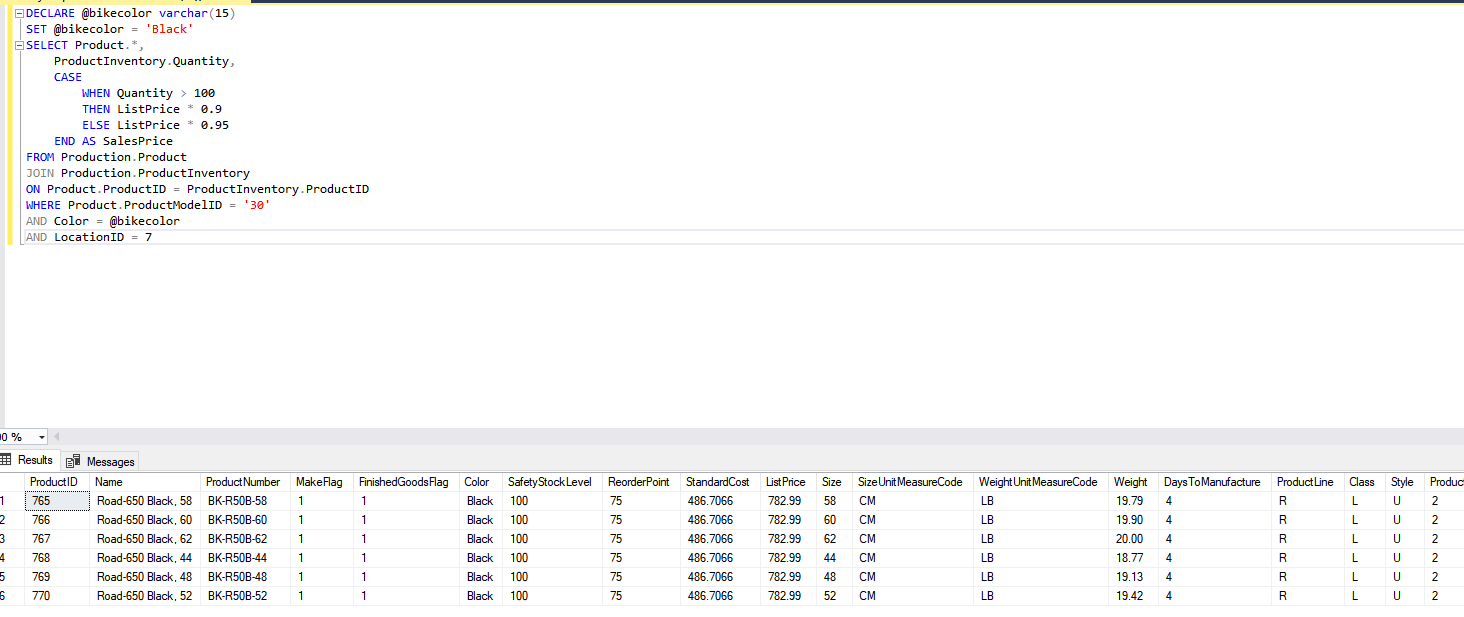 DECLARE @bikecolor varchar(15)
SET @bikecolor = 'Black'
SELECT Product.*,
ProductInventory.Quantity,
CASE
WHEN Quantity > 100
THEN ListPrice * 0.9
ELSE ListPrice * 0.95
END AS SalesPrice
FROM Production.Product
JOIN Production.ProductInventory
ON Product.ProductID = ProductInventory.ProductID
WHERE Product.ProductModelID = '30'
AND Color = @bikecolor
AND LocationID = 7
00 %
Results Messages
ProductID Name ProductNumber MakeFlag FinishedGoodsFlag Color SafetyStockLevel ReorderPoint StandardCost ListPrice Size SizeUnitMeasureCode WeightUnitMeasureCode Weight DaysToManufacture ProductLine Class Style Product
1 765 Road-650 Black, 58 BK-R50B-58 1 1 Black 100 75 486.7066 782.99 58 CM LB 19.79 4 R L U 2
2 766 Road-650 Black, 60 BK-R50B-60 1 1 Black 100 75 486.7066 782.99 60 CM LB 19.90 4 R L U 2
3 767 Road-650 Black, 62 BK-R50B-62 1 1 Black 100 75 486.7066 782.99 62 CM LB 20.00 4 R L U 2
4 768 Road-650 Black, 44 BK-R50B-44 1 1 Black 100 75 486.7066 782.99 44 CM LB 18.77 4 R L U 2
5 769 Road-650 Black, 48 BK-R50B-48 1 1 Black 100 75 486.7066 782.99 48 CM LB 19.13 4 R L U 2
6 770 Road-650 Black, 52 BK-R50B-52 1 1 Black 100 75 486.7066 782.99 52 CM LB 19.42 4 R L U 2